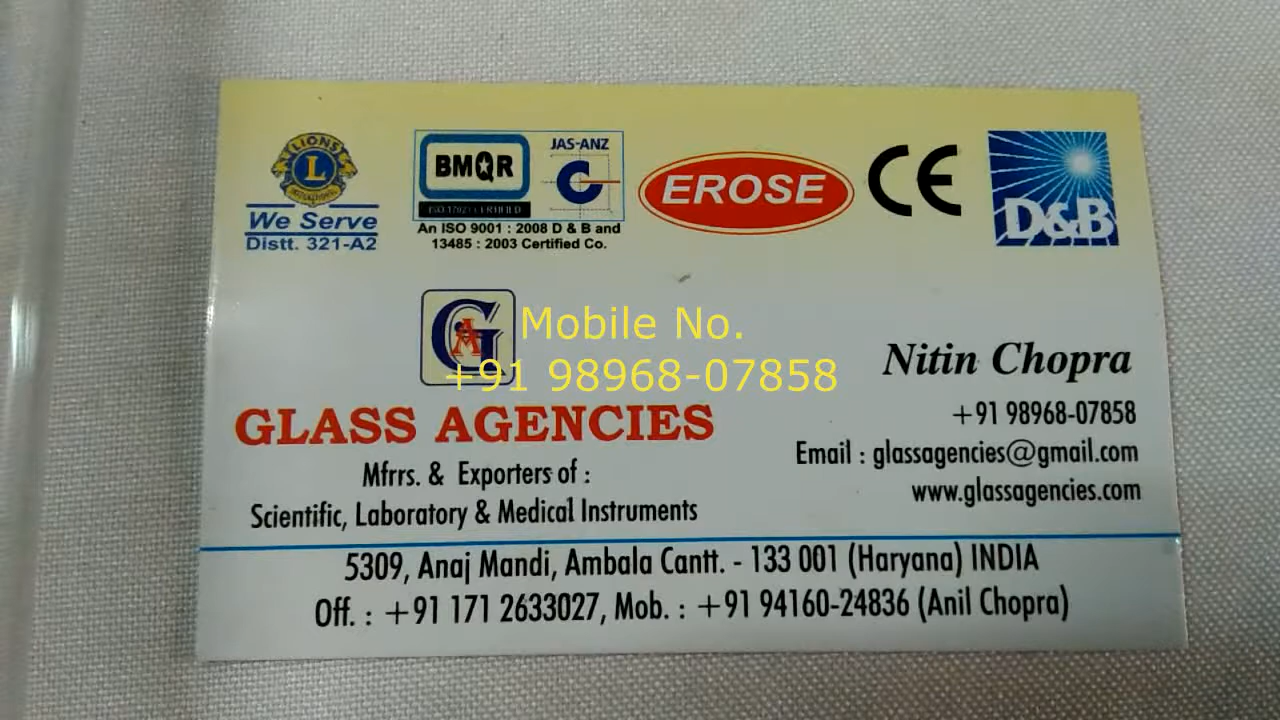 LIONS
L
We Serve
Distt. 321-A2
BMQR
JAS-ANZ
An ISO 9001 : 2008 D & B and
13485 : 2003 Certified Co.
EROSE
CE
D&B
GAM
Mobile No.
+91 98968-07858
GLASS AGENCIES
Mfrrs. & Exporters of :
Scientific, Laboratory & Medical Instruments
Nitin Chopra
+91 98968-07858
Email : glassagencies@gmail.com
www.glassagencies.com
5309, Anaj Mandi, Ambala Cantt. - 133 001 (Haryana) INDIA
Off. : +91 171 2633027, Mob. : +91 94160-24836 (Anil Chopra)